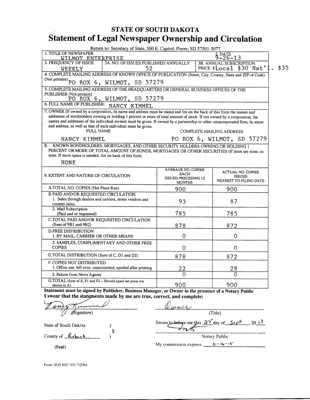 STATE OF SOUTH DAKOTA
Statement of Legal Newspaper Ownership and Circulation
Return to: Secretary of State, 500 E. Capitol, Pierre, SD 57501-5077
1. TITLE OF NEWSPAPER
WILMOT ENTERPRISE
2. DATE
9-26-13
3. FREQUENCY OF ISSUE
WEEKLY
3A. NO. OF ISSUES PUBLISHED ANNUALLY
52
3B. ANNUAL SUBSCRIPTION
PRICE $Local $30 Nat'l. $35
4. COMPLETE MAILING ADDRESS OF KNOWN OFFICE OF PUBLICATION (Street, City, County, State and ZIP+4 Code)
(Not printers)
PO BOX 6, WILMOT, SD 57279
5. COMPLETE MAILING ADDRESS OF THE HEADQUARTERS OR GENERAL BUSINESS OFFICES OF THE
PUBLISHER (Not printer)
PO BOX 6, WILMOT, SD 57279
6. FULL NAME OF PUBLISHER: NANCY KIMMEL
7. OWNER (If owned by a corporation, its name and address must be stated and list on the back of this form the names and
addresses of stockholders owning or holding 1 percent or more of total amount of stock. If not owned by a corporation, the
names and addresses of the individual owners must be given. If owned by a partnership or other unincorporated firm, its name
and address, as well as that of each individual must be given.
FULL NAME
COMPLETE MAILING ADDRESS
NANCY KIMMEL
PO BOX 6, WILMOT, SD 57279
8. KNOWN BONDHOLDERS, MORTGAGES, AND OTHER SECURITY HOLDERS OWNING OR HOLDING 1
PERCENT OR MORE OF TOTAL AMOUNT OF BONDS, MORTGAGES OR OTHER SECURITIES (If there are none, so
state. If more space is needed, list on back of this form).
NONE
9. EXTENT AND NATURE OF CIRCULATION
AVERAGE NO. COPIES
EACH
ISSUED PRECEDING 12
MONTHS
ACTUAL NO. COPIES
ISSUED
NEAREST TO FILING DATE
A. TOTAL NO. COPIES (Net Press Run)
900
900
B. PAID AND/OR REQUESTED CIRCULATION
1. Sales through dealers and carriers, street vendors and
counter sales.
93
87
2. Mail Subscription
(Paid and or requested)
785
785
C. TOTAL PAID AND/OR REQUESTED CIRCULATION
(Sum of 9B1 and 9B2)
878
872
D. FREE DISTRIBUTION
1. BY MAIL, CARRIER OR OTHER MEANS
0
0
2. SAMPLES, COMPLIMENTARY AND OTHER FREE
COPIES
0
0
E. TOTAL DISTRIBUTION (Sum of C, D1 and D2)
878
872
F. COPIES NOT DISTRIBUTED
1. Office use, left over, unaccounted, spoiled after printing
22
28
2. Return from News Agents
0
0
G. TOTAL (Sum of E, F1 and F2 - Should equal net press run
shown in A)
900
900
Statement must be signed by Publisher, Business Manager, or Owner in the presence of a Notary Public
I swear that the statements made by me are true, correct, and complete:
Nancy Kimmel
owner
(Signature)
(Title)
State of South Dakota )
§
County of Roberts )
(Seal)
Sworn to before me this 27 day of Sept, 2013
Notary Public
My commission expires:
Form: SOS REC 051 7/2004